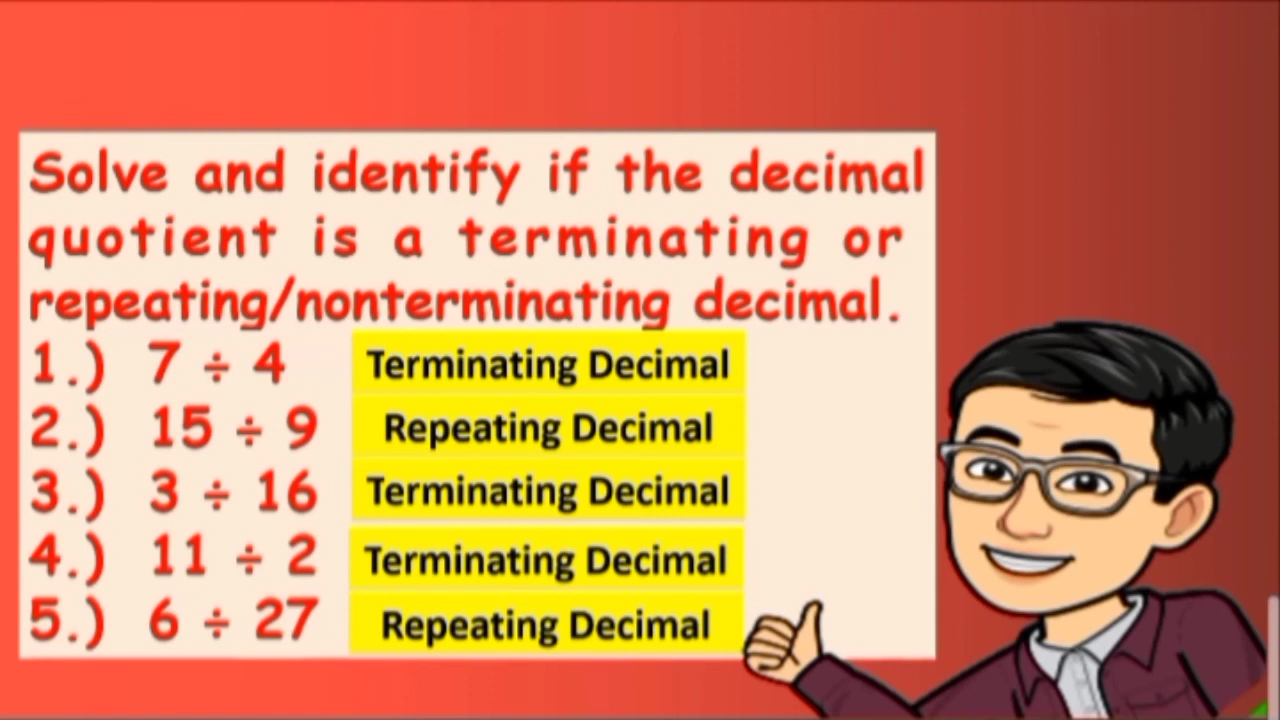 Solve and identify if the decimal
quotient is a terminating or
repeating/nonterminating decimal.
1.) 7 ÷ 4 Terminating Decimal
2.) 15 ÷ 9 Repeating Decimal
3.) 3 ÷ 16 Terminating Decimal
4.) 11 ÷ 2 Terminating Decimal
5.) 6 ÷ 27 Repeating Decimal